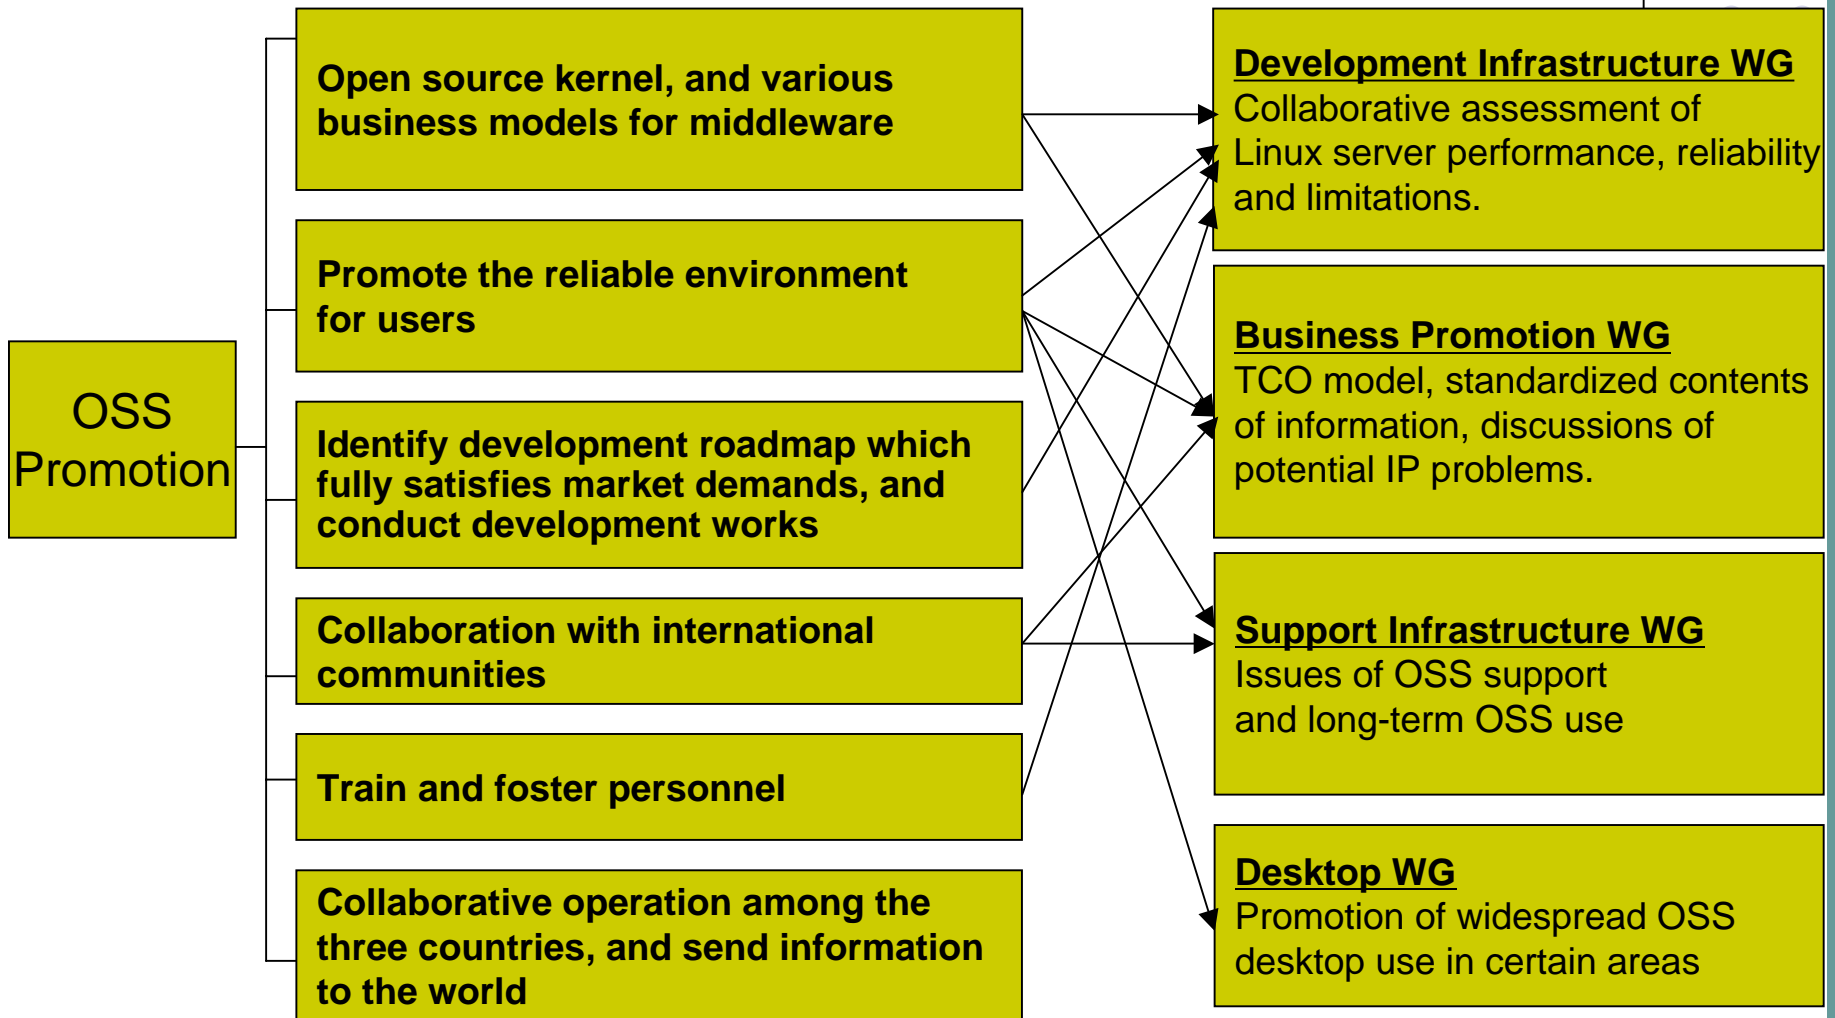 OSS
Promotion
Open source kernel, and various
business models for middleware
Promote the reliable environment
for users
Identify development roadmap which
fully satisfies market demands, and
conduct development works
Collaboration with international
communities
Train and foster personnel
Collaborative operation among the
three countries, and send information
to the world
Development Infrastructure WG
Collaborative assessment of
Linux server performance, reliability
and limitations.
Business Promotion WG
TCO model, standardized contents
of information, discussions of
potential IP problems.
Support Infrastructure WG
Issues of OSS support
and long-term OSS use
Desktop WG
Promotion of widespread OSS
desktop use in certain areas